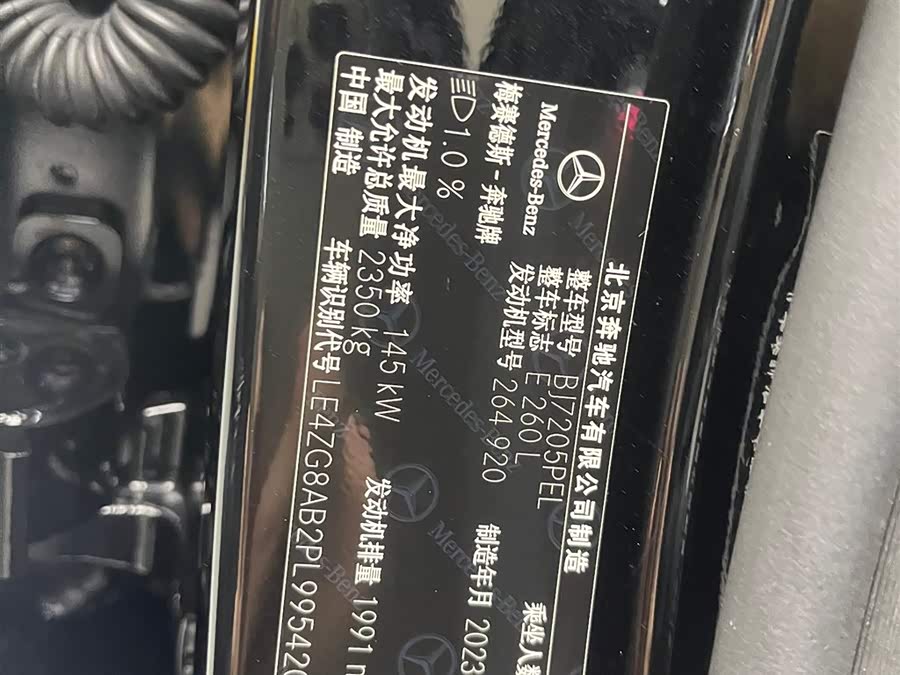 北京奔驰汽车有限公司制造
Mercedes-Benz
梅赛德斯-奔驰牌
整车型号 BJ7205PEL
整车标志 E 260 L
乘坐人数
发动机型号 264 920
制造年月 2023
1.0 %
发动机最大净功率 145 kW
发动机排量 1991 m
最大允许总质量 2350 kg
中国 制造
车辆识别代号 LE4ZG8AB2PL99542